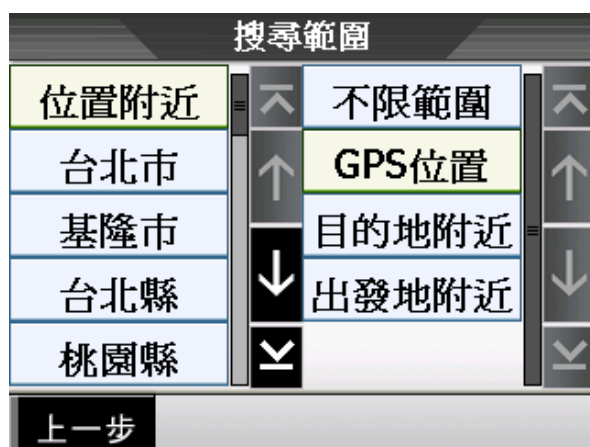 搜尋範圍
位置附近
台北市
基隆市
台北縣
桃園縣
不限範圍
GPS位置
目的地附近
出發地附近
上一步